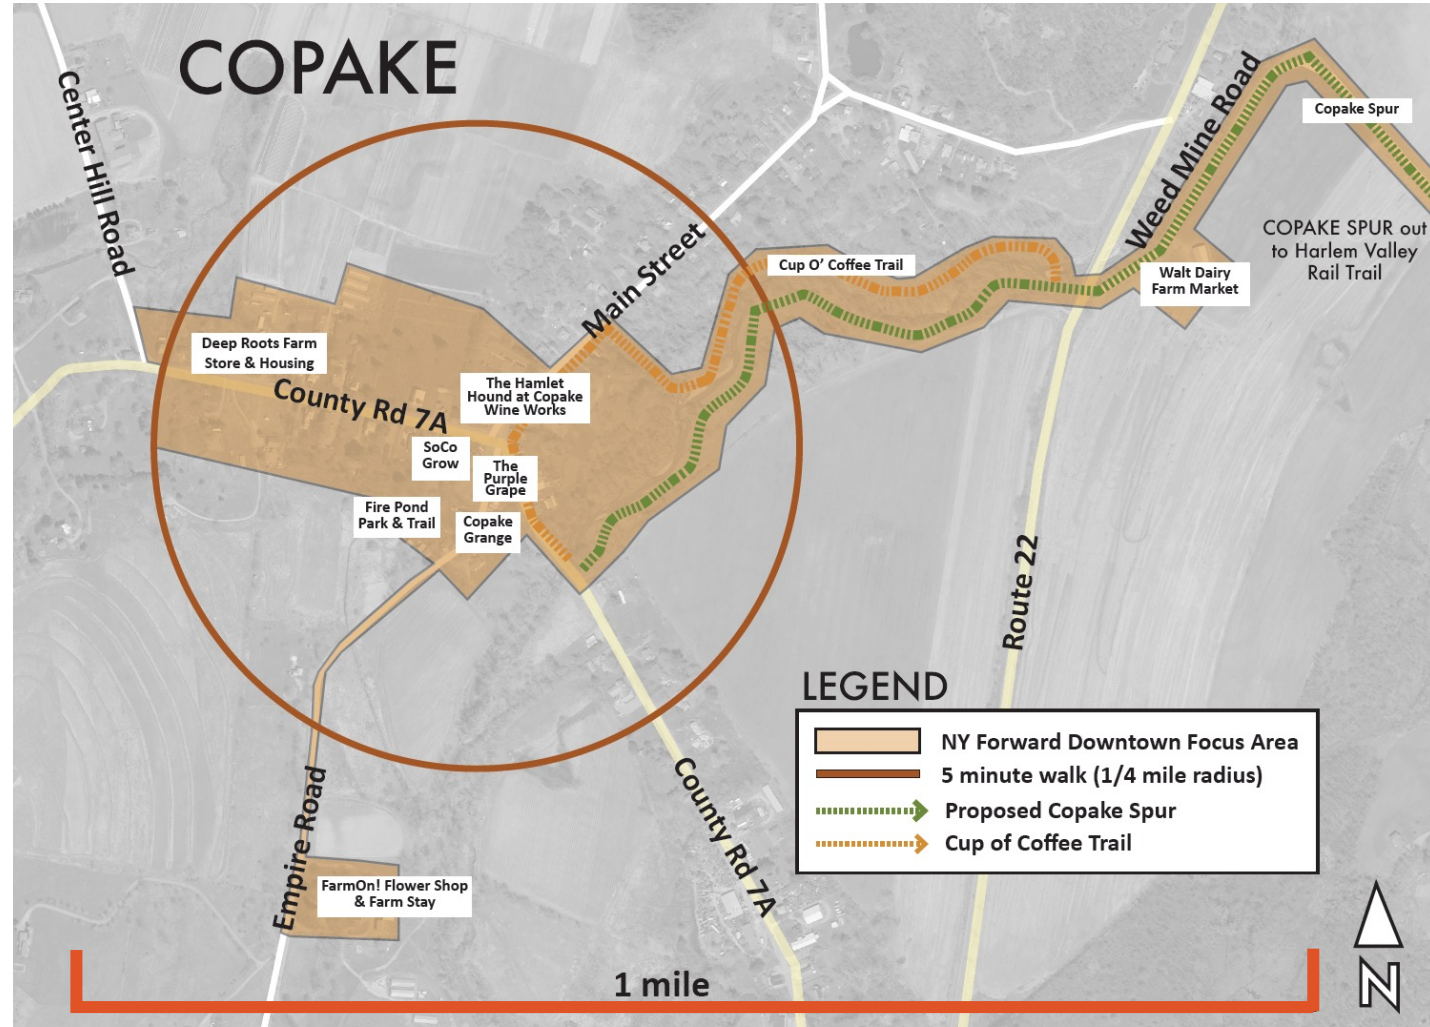 COPAKE
Center Hill Road
Weed Mine Road
Copake Spur
COPAKE SPUR out
to Harlem Valley
Rail Trail
Main Street
Cup O’ Coffee Trail
Walt Dairy
Farm Market
Deep Roots Farm
Store & Housing
County Rd 7A
The Hamlet
Hound at Copake
Wine Works
SoCo
Grow
The
Purple
Grape
Fire Pond
Park & Trail
Copake
Grange
Route 22
LEGEND
NY Forward Downtown Focus Area
5 minute walk (1/4 mile radius)
Proposed Copake Spur
Cup of Coffee Trail
Empire Road
County Rd 7A
FarmOn! Flower Shop
& Farm Stay
1 mile
N